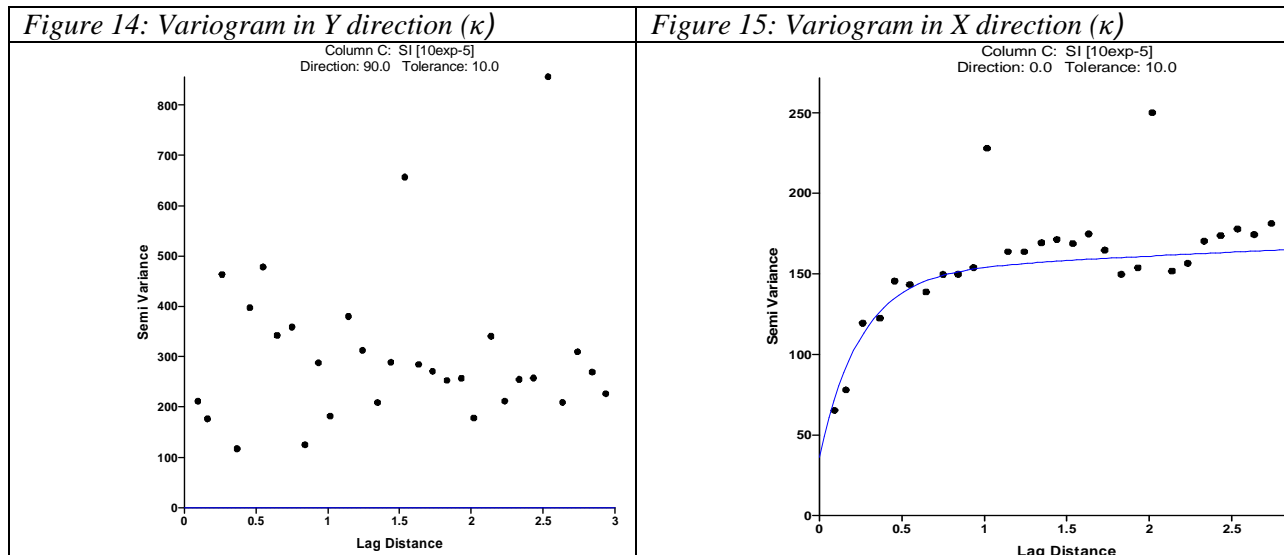 Figure 14: Variogram in Y direction (κ)
Column C: SI [10exp-5]
Direction: 90.0 Tolerance: 10.0
800
700
600
500
400
300
200
100
0
Semi Variance
0 0.5 1 1.5 2 2.5 3
Lag Distance
Figure 15: Variogram in X direction (κ)
Column C: SI [10exp-5]
Direction: 0.0 Tolerance: 10.0
250
200
150
100
50
0
Semi Variance
0 0.5 1 1.5 2 2.5
Lag Distance